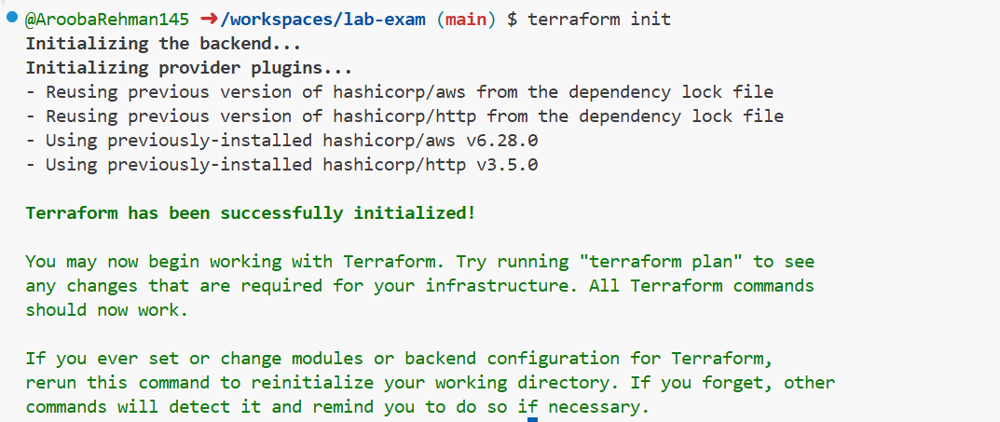 @AroobaRehman145 ➜/workspaces/lab-exam (main) $ terraform init
Initializing the backend...
Initializing provider plugins...
- Reusing previous version of hashicorp/aws from the dependency lock file
- Reusing previous version of hashicorp/http from the dependency lock file
- Using previously-installed hashicorp/aws v6.28.0
- Using previously-installed hashicorp/http v3.5.0
Terraform has been successfully initialized!
You may now begin working with Terraform. Try running "terraform plan" to see
any changes that are required for your infrastructure. All Terraform commands
should now work.
If you ever set or change modules or backend configuration for Terraform,
rerun this command to reinitialize your working directory. If you forget, other
commands will detect it and remind you to do so if necessary.